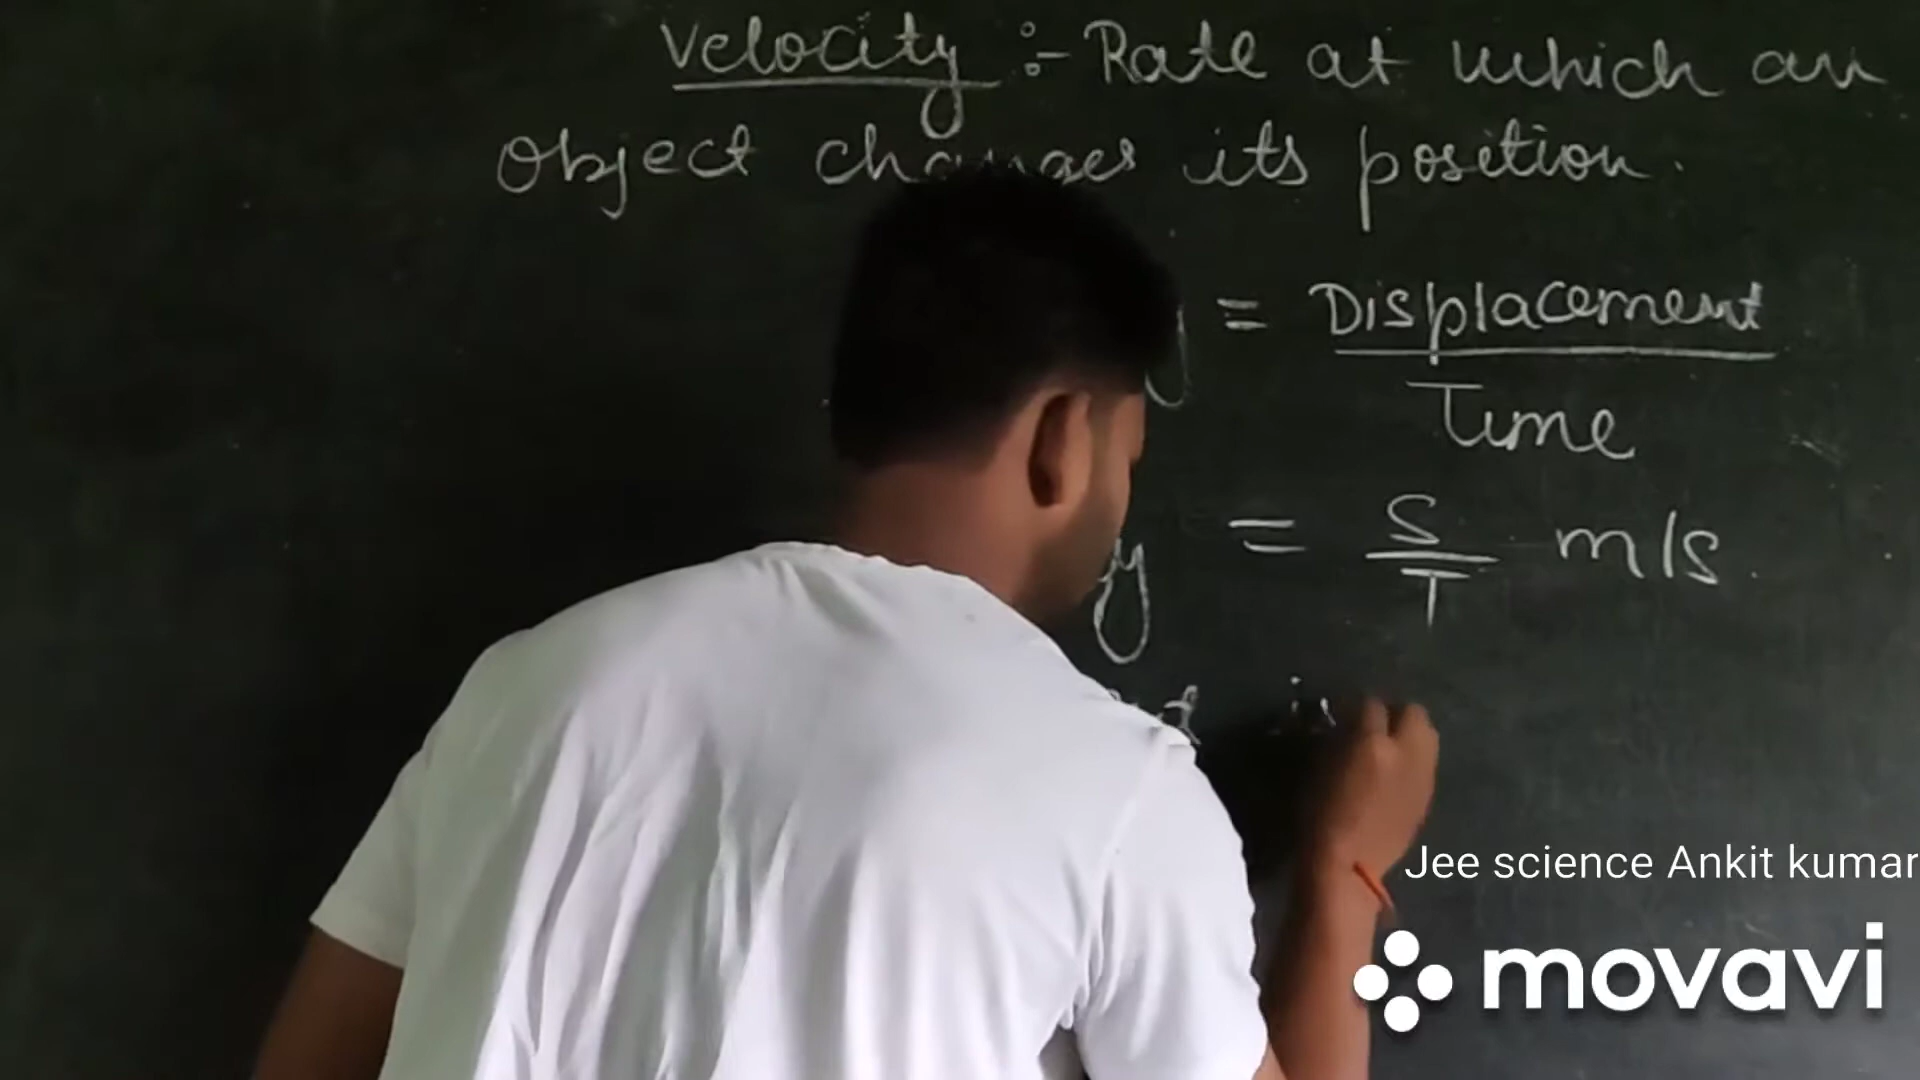 Velocity :- Rate at which an
object changes its position.
= Displacement
Time
= S
T m/s.
Jee science Ankit kumar
movavi